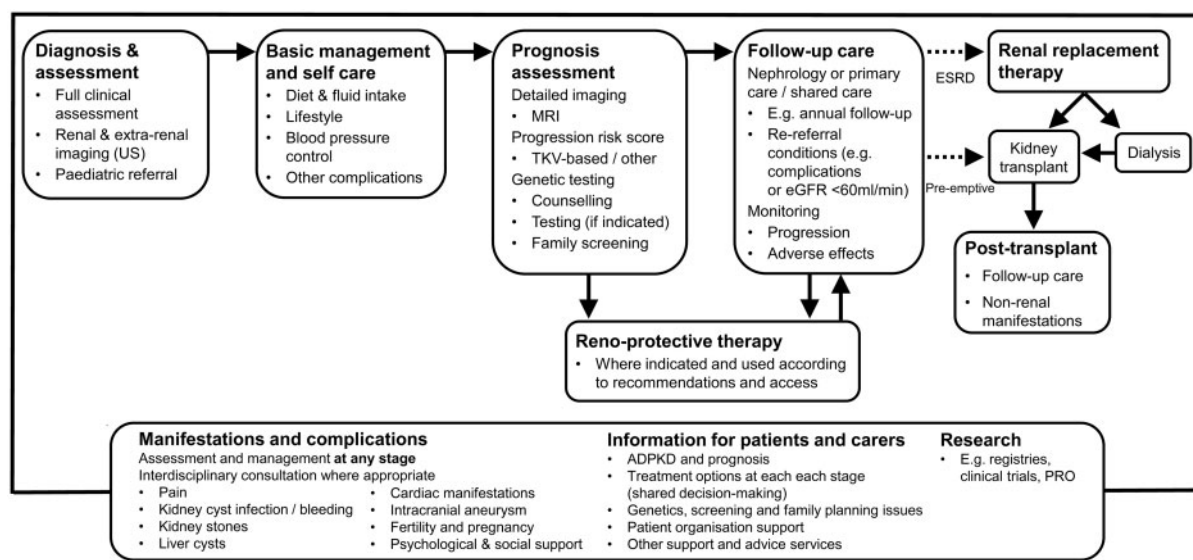 Diagnosis &
assessment
• Full clinical
assessment
• Renal & extra-renal
imaging (US)
• Paediatric referral
Basic management
and self care
• Diet & fluid intake
• Lifestyle
• Blood pressure
control
• Other complications
Prognosis
assessment
Detailed imaging
• MRI
Progression risk score
• TKV-based / other
Genetic testing
• Counselling
• Testing (if indicated)
• Family screening
Follow-up care
Nephrology or primary
care / shared care
• E.g. annual follow-up
• Re-referral
conditions (e.g.
complications
or eGFR <60ml/min)
Monitoring
• Progression
• Adverse effects
ESRD
Pre-emptive
Renal replacement
therapy
Kidney
transplant
Dialysis
Post-transplant
• Follow-up care
• Non-renal
manifestations
Reno-protective therapy
• Where indicated and used according
to recommendations and access
Manifestations and complications
Assessment and management at any stage
Interdisciplinary consultation where appropriate
• Pain
• Kidney cyst infection / bleeding
• Kidney stones
• Liver cysts
• Cardiac manifestations
• Intracranial aneurysm
• Fertility and pregnancy
• Psychological & social support
Information for patients and carers
• ADPKD and prognosis
• Treatment options at each each stage
(shared decision-making)
• Genetics, screening and family planning issues
• Patient organisation support
• Other support and advice services
Research
• E.g. registries,
clinical trials, PRO